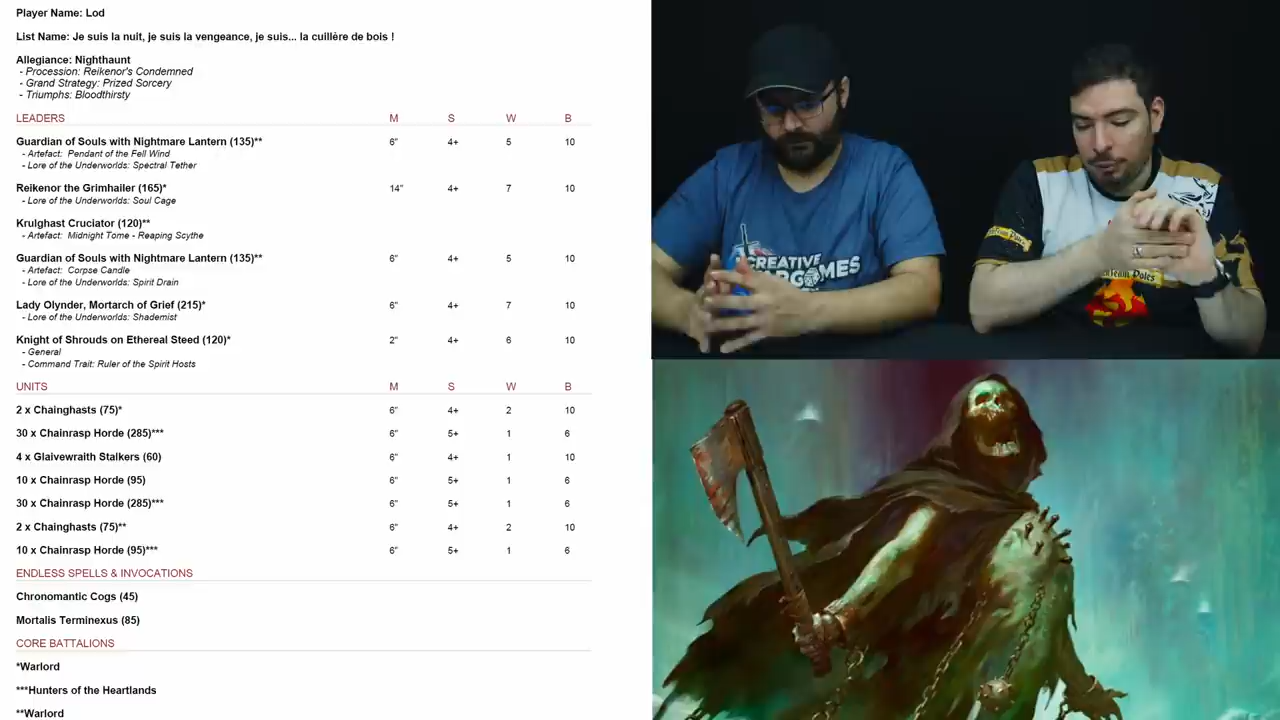 Player Name: Lod
List Name: Je suis la nuit, je suis la vengeance, je suis... la cuillère de bois !
Allegiance: Nighthaunt
- Procession: Reikenor's Condemned
- Grand Strategy: Prized Sorcery
- Triumphs: Bloodthirsty
LEADERS M S W B
Guardian of Souls with Nightmare Lantern (135)** 6" 4+ 5 10
- Artefact: Pendant of the Fell Wind
- Lore of the Underworlds: Spectral Tether
Reikenor the Grimhailer (165)* 14" 4+ 7 10
- Lore of the Underworlds: Soul Cage
Krulghast Cruciator (120)**
- Artefact: Midnight Tome - Reaping Scythe
Guardian of Souls with Nightmare Lantern (135)** 6" 4+ 5 10
- Artefact: Corpse Candle
- Lore of the Underworlds: Spirit Drain
Lady Olynder, Mortarch of Grief (215)* 6" 4+ 7 10
- Lore of the Underworlds: Shademist
Knight of Shrouds on Ethereal Steed (120)* 2" 4+ 6 10
- General
- Command Trait: Ruler of the Spirit Hosts
UNITS M S W B
2 x Chainghasts (75)* 6" 4+ 2 10
30 x Chainrasp Horde (285)*** 6" 5+ 1 6
4 x Glaivewraith Stalkers (60) 6" 4+ 1 10
10 x Chainrasp Horde (95) 6" 5+ 1 6
30 x Chainrasp Horde (285)*** 6" 5+ 1 6
2 x Chainghasts (75)** 6" 4+ 2 10
10 x Chainrasp Horde (95)*** 6" 5+ 1 6
ENDLESS SPELLS & INVOCATIONS
Chronomantic Cogs (45)
Mortalis Terminexus (85)
CORE BATTALIONS
*Warlord
***Hunters of the Heartlands
**Warlord
CREATIVE